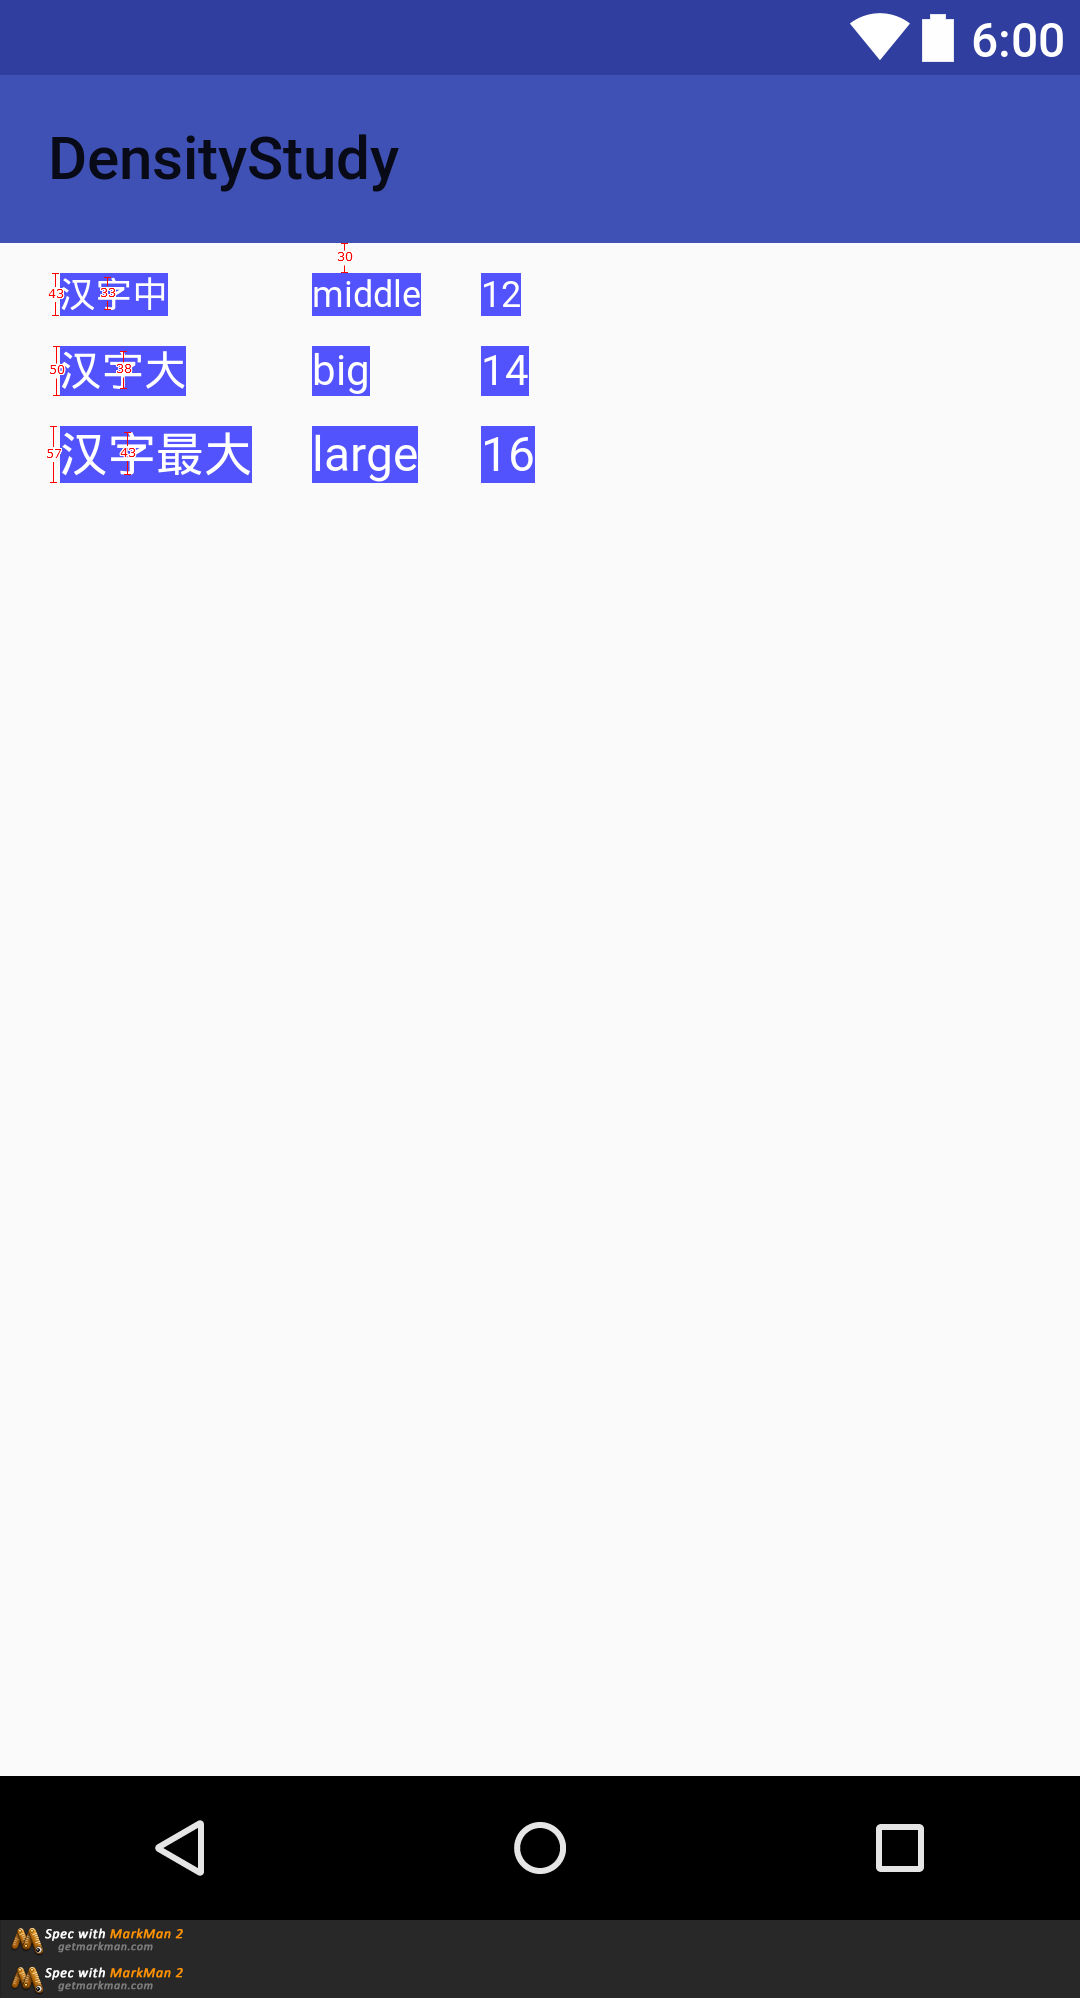 6:00
DensityStudy
30
43 汉字中 33 middle 12
50 汉字大 38 big 14
57 汉字最大 43 large 16
Spec with MarkMan 2
getmarkman.com
Spec with MarkMan 2
getmarkman.com